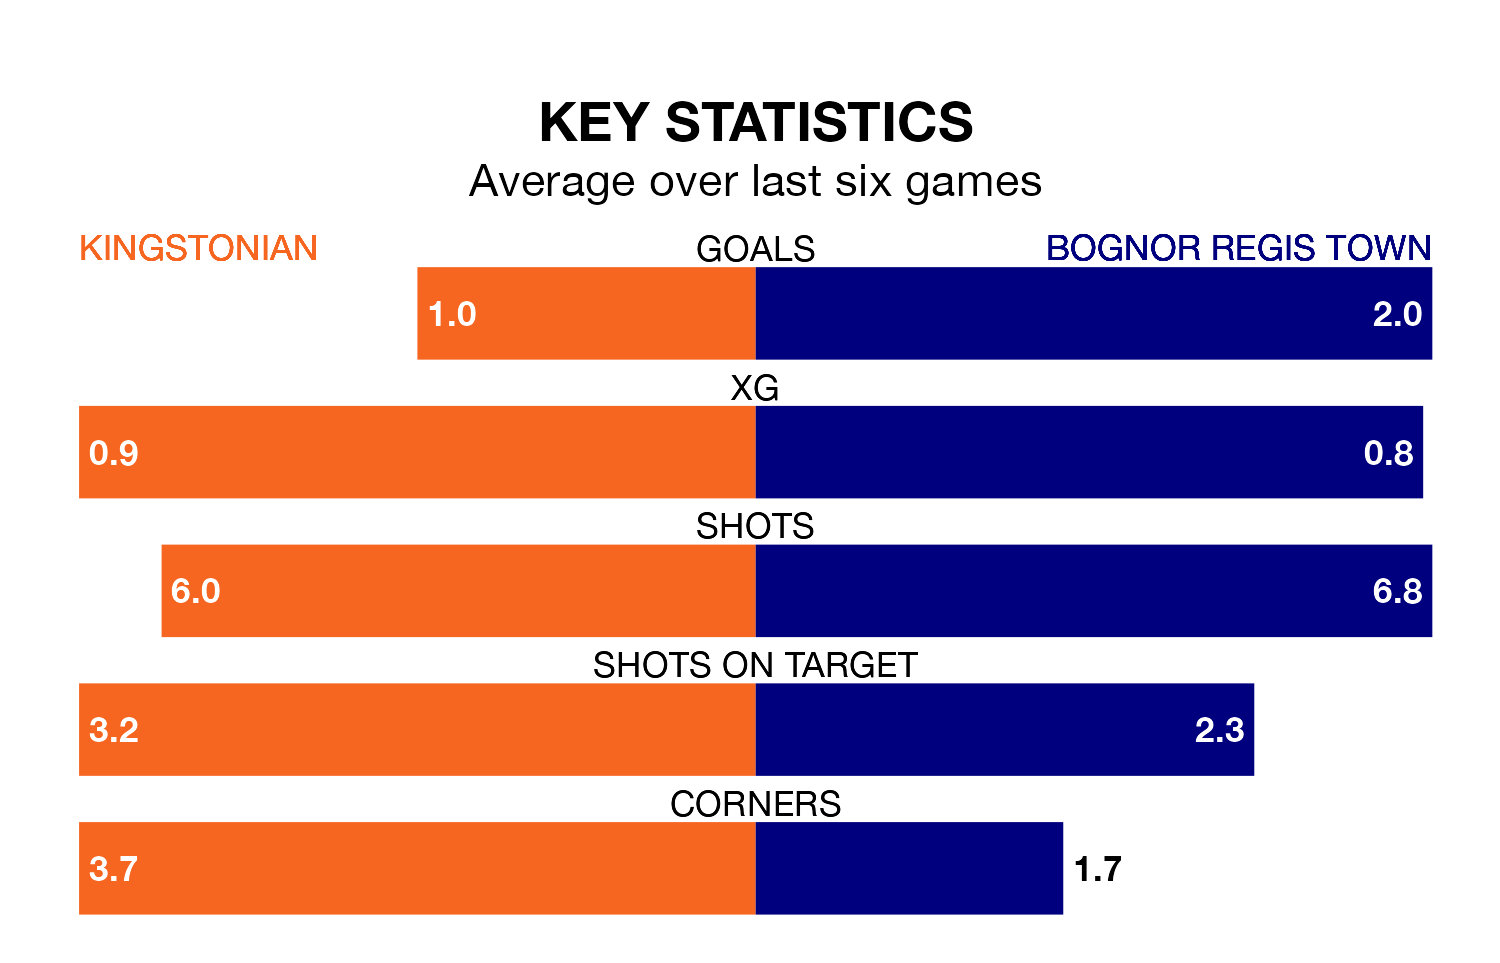 KEY STATISTICS
Average over last six games
KINGSTONIAN GOALS BOGNOR REGIS TOWN
1.0 2.0
XG
0.9 0.8
SHOTS
6.0 6.8
SHOTS ON TARGET
3.2 2.3
CORNERS
3.7 1.7